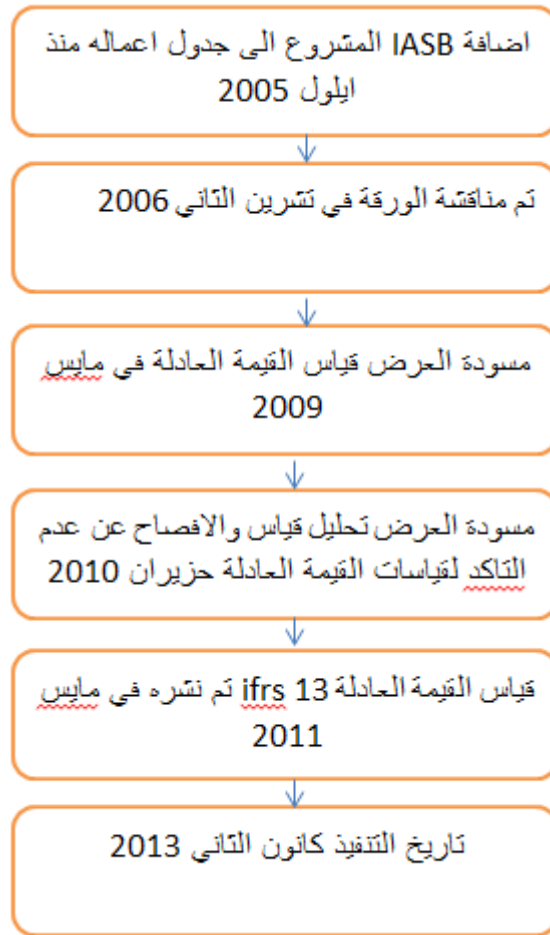 اضافة IASB المشروع الى جدول اعماله منذ
ايلول 2005
تم مناقشة الورقة في تشرين الثاني 2006
مسودة العرض قياس القيمة العادلة في مايس
2009
مسودة العرض تحليل قياس والافصاح عن عدم
التاكد لقياسات القيمة العادلة حزيران 2010
قياس القيمة العادلة ifrs 13 تم نشره في مايس
2011
تاريخ التنفيذ كانون الثاني 2013